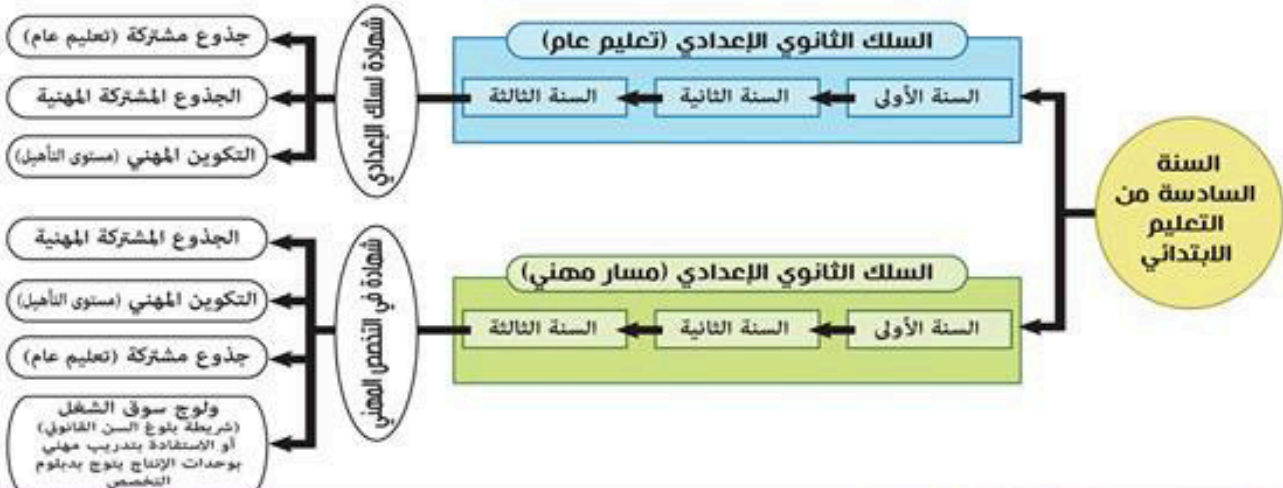 السنة
السادسة من
التعليم
الابتدائي
السلك الثانوي الإعدادي (تعليم عام)
السنة الأولى
السنة الثانية
السنة الثالثة
شهادة لسلك الإعدادي
جذوع مشتركة (تعليم عام)
الجذوع المشتركة المهنية
التكوين المهني (مستوى التأهيل)
السلك الثانوي الإعدادي (مسار مهني)
السنة الأولى
السنة الثانية
السنة الثالثة
شهادة في التخصص المهني
الجذوع المشتركة المهنية
التكوين المهني (مستوى التأهيل)
جذوع مشتركة (تعليم عام)
ولوج سوق الشغل
(شريطة بلوغ السن القانوني)
أو الاستفادة بتدريب مهني
بوحدات الإنتاج يتوج بدبلوم
التخصص